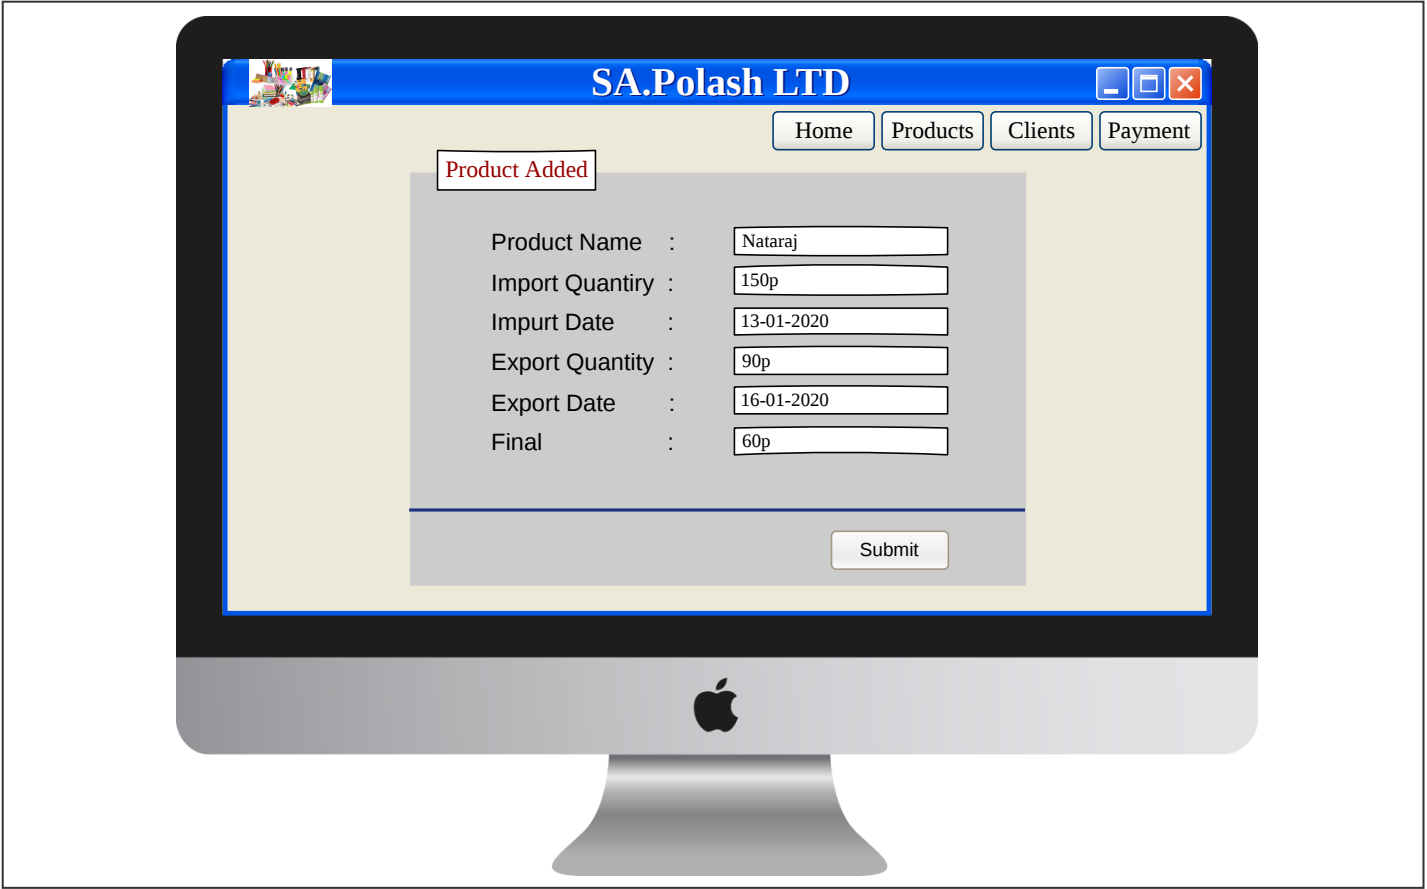 SA.Polash LTD
Home Products Clients Payment
Product Added
Product Name : Nataraj
Import Quantiry : 150p
Impurt Date : 13-01-2020
Export Quantity : 90p
Export Date : 16-01-2020
Final : 60p
Submit